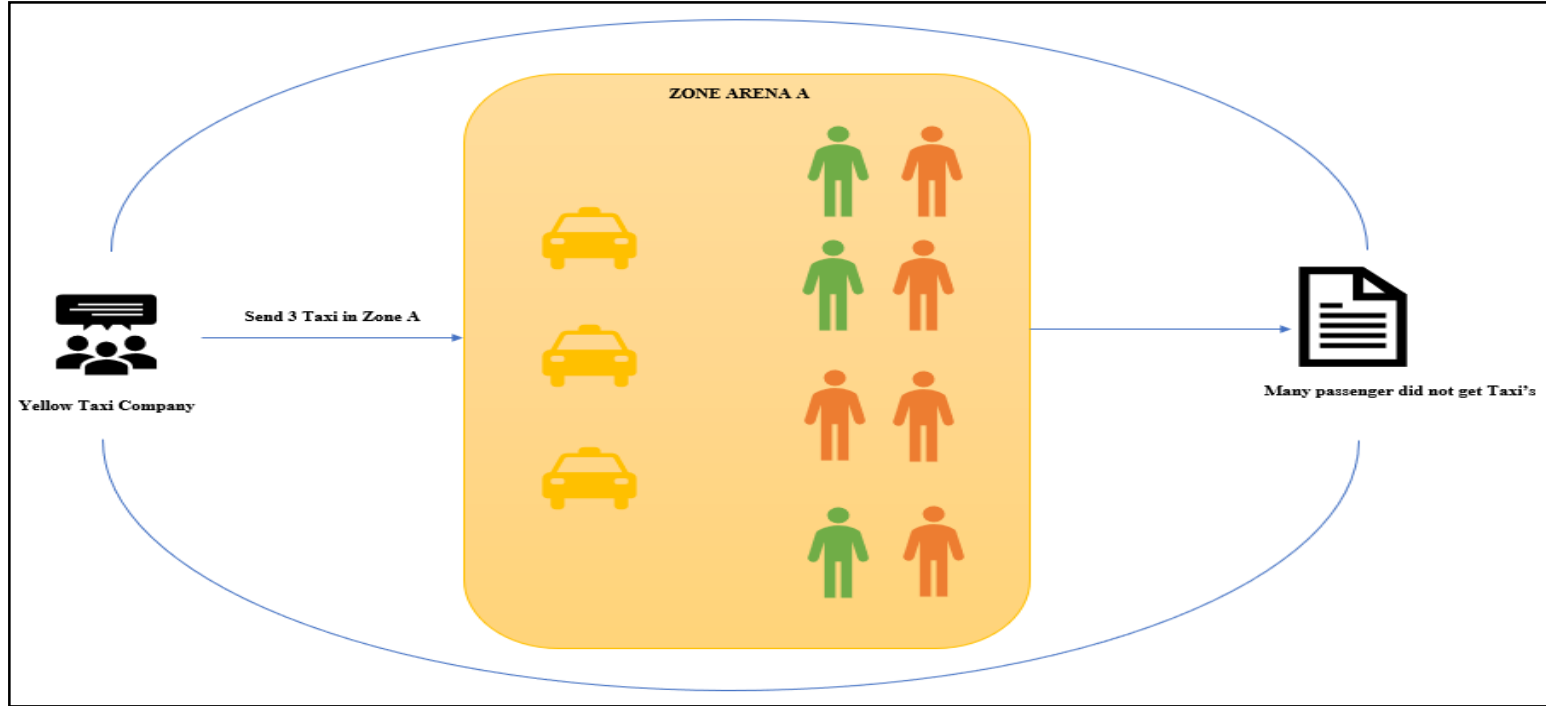 ZONE ARENA A
Send 3 Taxi in Zone A
Yellow Taxi Company
Many passenger did not get Taxi’s